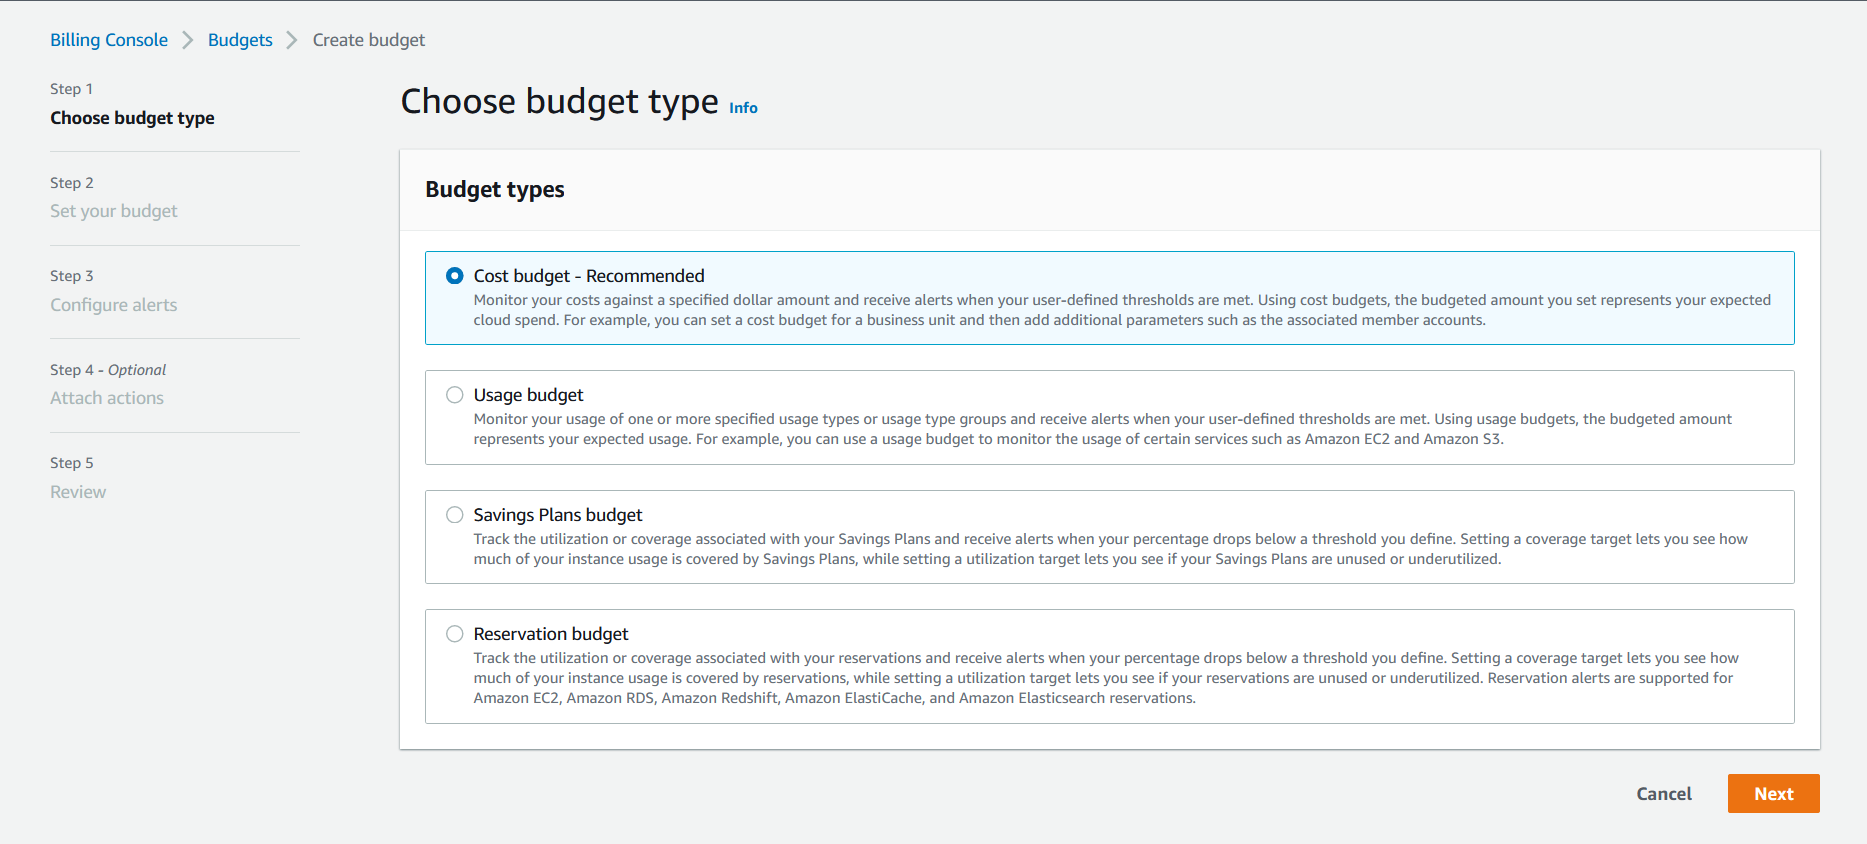 Billing Console > Budgets > Create budget
Step 1
Choose budget type
Step 2
Set your budget
Step 3
Configure alerts
Step 4 - Optional
Attach actions
Step 5
Review
Choose budget type Info
Budget types
Cost budget - Recommended
Monitor your costs against a specified dollar amount and receive alerts when your user-defined thresholds are met. Using cost budgets, the budgeted amount you set represents your expected
cloud spend. For example, you can set a cost budget for a business unit and then add additional parameters such as the associated member accounts.
Usage budget
Monitor your usage of one or more specified usage types or usage type groups and receive alerts when your user-defined thresholds are met. Using usage budgets, the budgeted amount
represents your expected usage. For example, you can use a usage budget to monitor the usage of certain services such as Amazon EC2 and Amazon S3.
Savings Plans budget
Track the utilization or coverage associated with your Savings Plans and receive alerts when your percentage drops below a threshold you define. Setting a coverage target lets you see how
much of your instance usage is covered by Savings Plans, while setting a utilization target lets you see if your Savings Plans are unused or underutilized.
Reservation budget
Track the utilization or coverage associated with your reservations and receive alerts when your percentage drops below a threshold you define. Setting a coverage target lets you see how
much of your instance usage is covered by reservations, while setting a utilization target lets you see if your reservations are unused or underutilized. Reservation alerts are supported for
Amazon EC2, Amazon RDS, Amazon Redshift, Amazon ElastiCache, and Amazon Elasticsearch reservations.
Cancel
Next